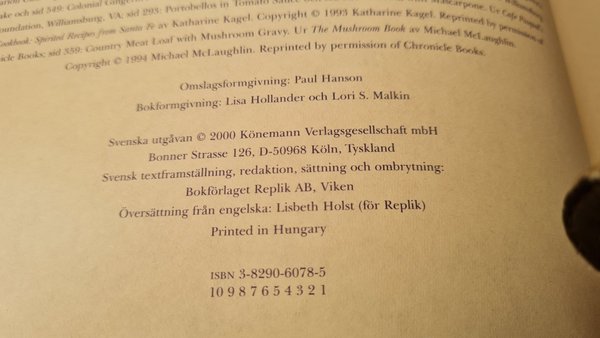 ake och sid 549: Colonial Ginger
Foundation, Williamsburg, VA; sid 293: Portobellos in Tomato Sauce
Cookbook: Spirited Recipes from Santa Fe av Katharine Kagel. Copyright © 1993 Katharine Kagel. Reprinted by permission of
icle Books; sid 359: Country Meat Loaf with Mushroom Gravy. Ur The Mushroom Book av Michael McLaughlin.
Copyright © 1994 Michael McLaughlin. Reprinted by permission of Chronicle Books.
Omslagsformgivning: Paul Hanson
Bokformgivning: Lisa Hollander och Lori S. Malkin
Svenska utgåvan © 2000 Könemann Verlagsgesellschaft mbH
Bonner Strasse 126, D-50968 Köln, Tyskland
Svensk textframställning, redaktion, sättning och ombrytning:
Bokförlaget Replik AB, Viken
Översättning från engelska: Lisbeth Holst (för Replik)
Printed in Hungary
ISBN 3-8290-6078-5
10 9 8 7 6 5 4 3 2 1